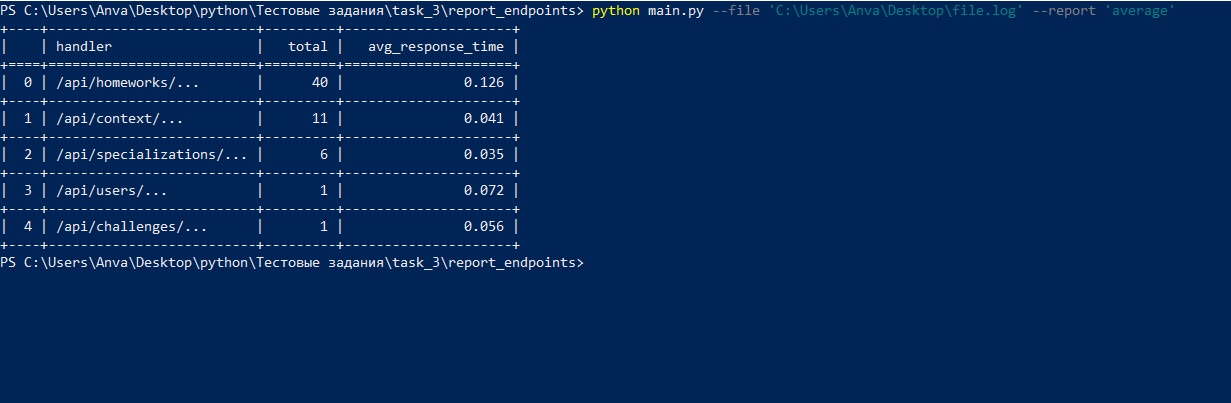 PS C:\Users\Anva\Desktop\python\Тестовые задания\task_3\report_endpoints> python main.py --file 'C:\Users\Anva\Desktop\file.log' --report 'average'
+----+--------------------------+---------+---------------------+
|    | handler                  |   total |   avg_response_time |
+====+==========================+=========+=====================+
|  0 | /api/homeworks/...       |      40 |               0.126 |
+----+--------------------------+---------+---------------------+
|  1 | /api/context/...         |      11 |               0.041 |
+----+--------------------------+---------+---------------------+
|  2 | /api/specializations/... |       6 |               0.035 |
+----+--------------------------+---------+---------------------+
|  3 | /api/users/...           |       1 |               0.072 |
+----+--------------------------+---------+---------------------+
|  4 | /api/challenges/...      |       1 |               0.056 |
+----+--------------------------+---------+---------------------+
PS C:\Users\Anva\Desktop\python\Тестовые задания\task_3\report_endpoints>